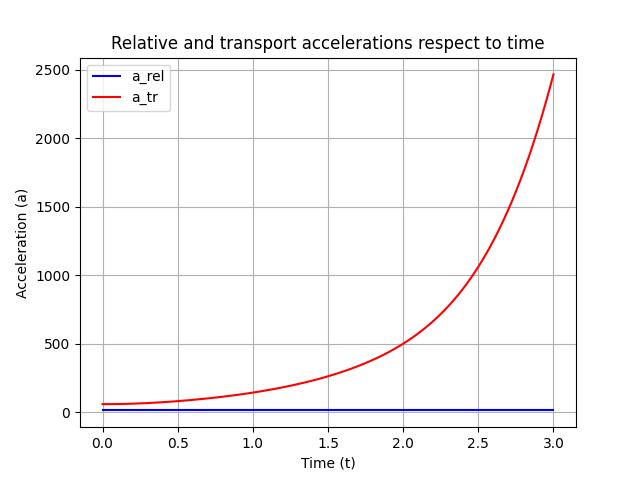 Relative and transport accelerations respect to time
a_rel
a_tr
Acceleration (a)
2500
2000
1500
1000
500
0
0.0 0.5 1.0 1.5 2.0 2.5 3.0
Time (t)